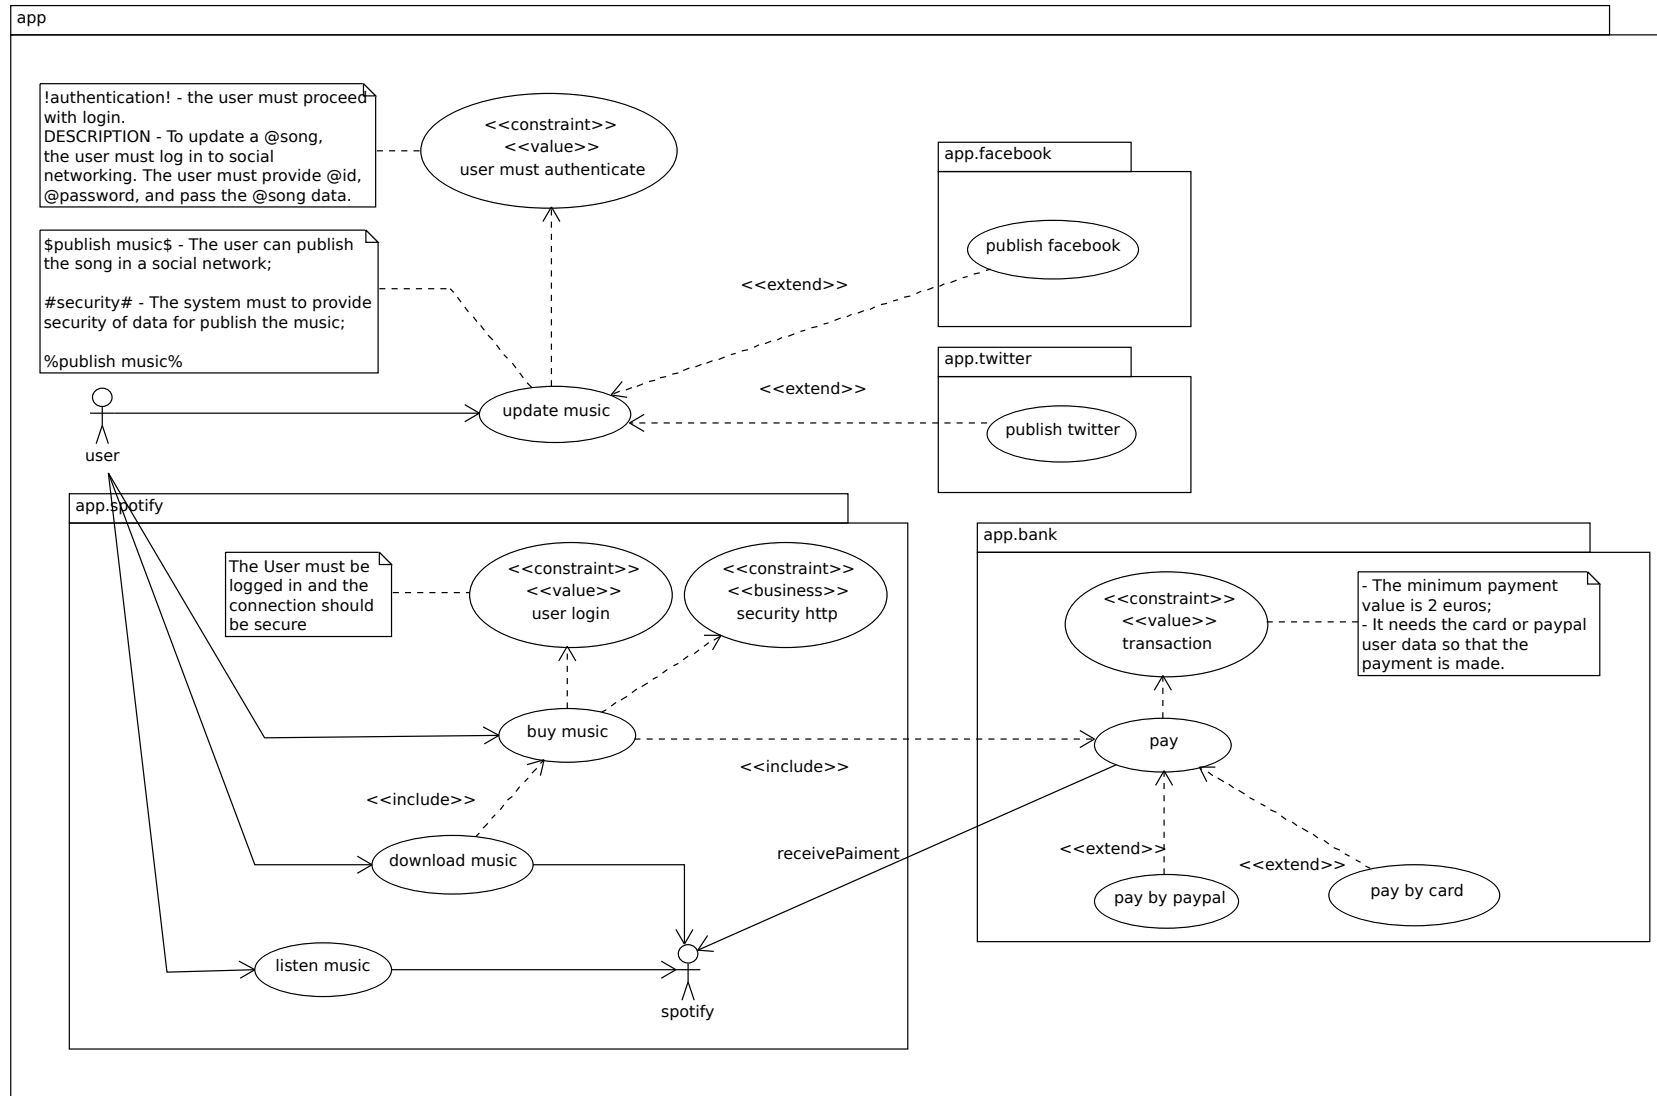 app
!authentication! - the user must proceed
with login.
DESCRIPTION - To update a @song,
the user must log in to social
networking. The user must provide @id,
@password, and pass the @song data.
<<constraint>>
<<value>>
user must authenticate
$publish music$ - The user can publish
the song in a social network;
#security# - The system must to provide
security of data for publish the music;
%publish music%
app.facebook
publish facebook
<<extend>>
app.twitter
<<extend>>
publish twitter
update music
user
app.spotify
The User must be
logged in and the
connection should
be secure
<<constraint>>
<<value>>
user login
<<constraint>>
<<business>>
security http
buy music
<<include>>
<<include>>
download music
receivePaiment
listen music
spotify
app.bank
<<constraint>>
<<value>>
transaction
- The minimum payment
value is 2 euros;
- It needs the card or paypal
user data so that the
payment is made.
pay
<<extend>>
<<extend>>
pay by paypal
pay by card